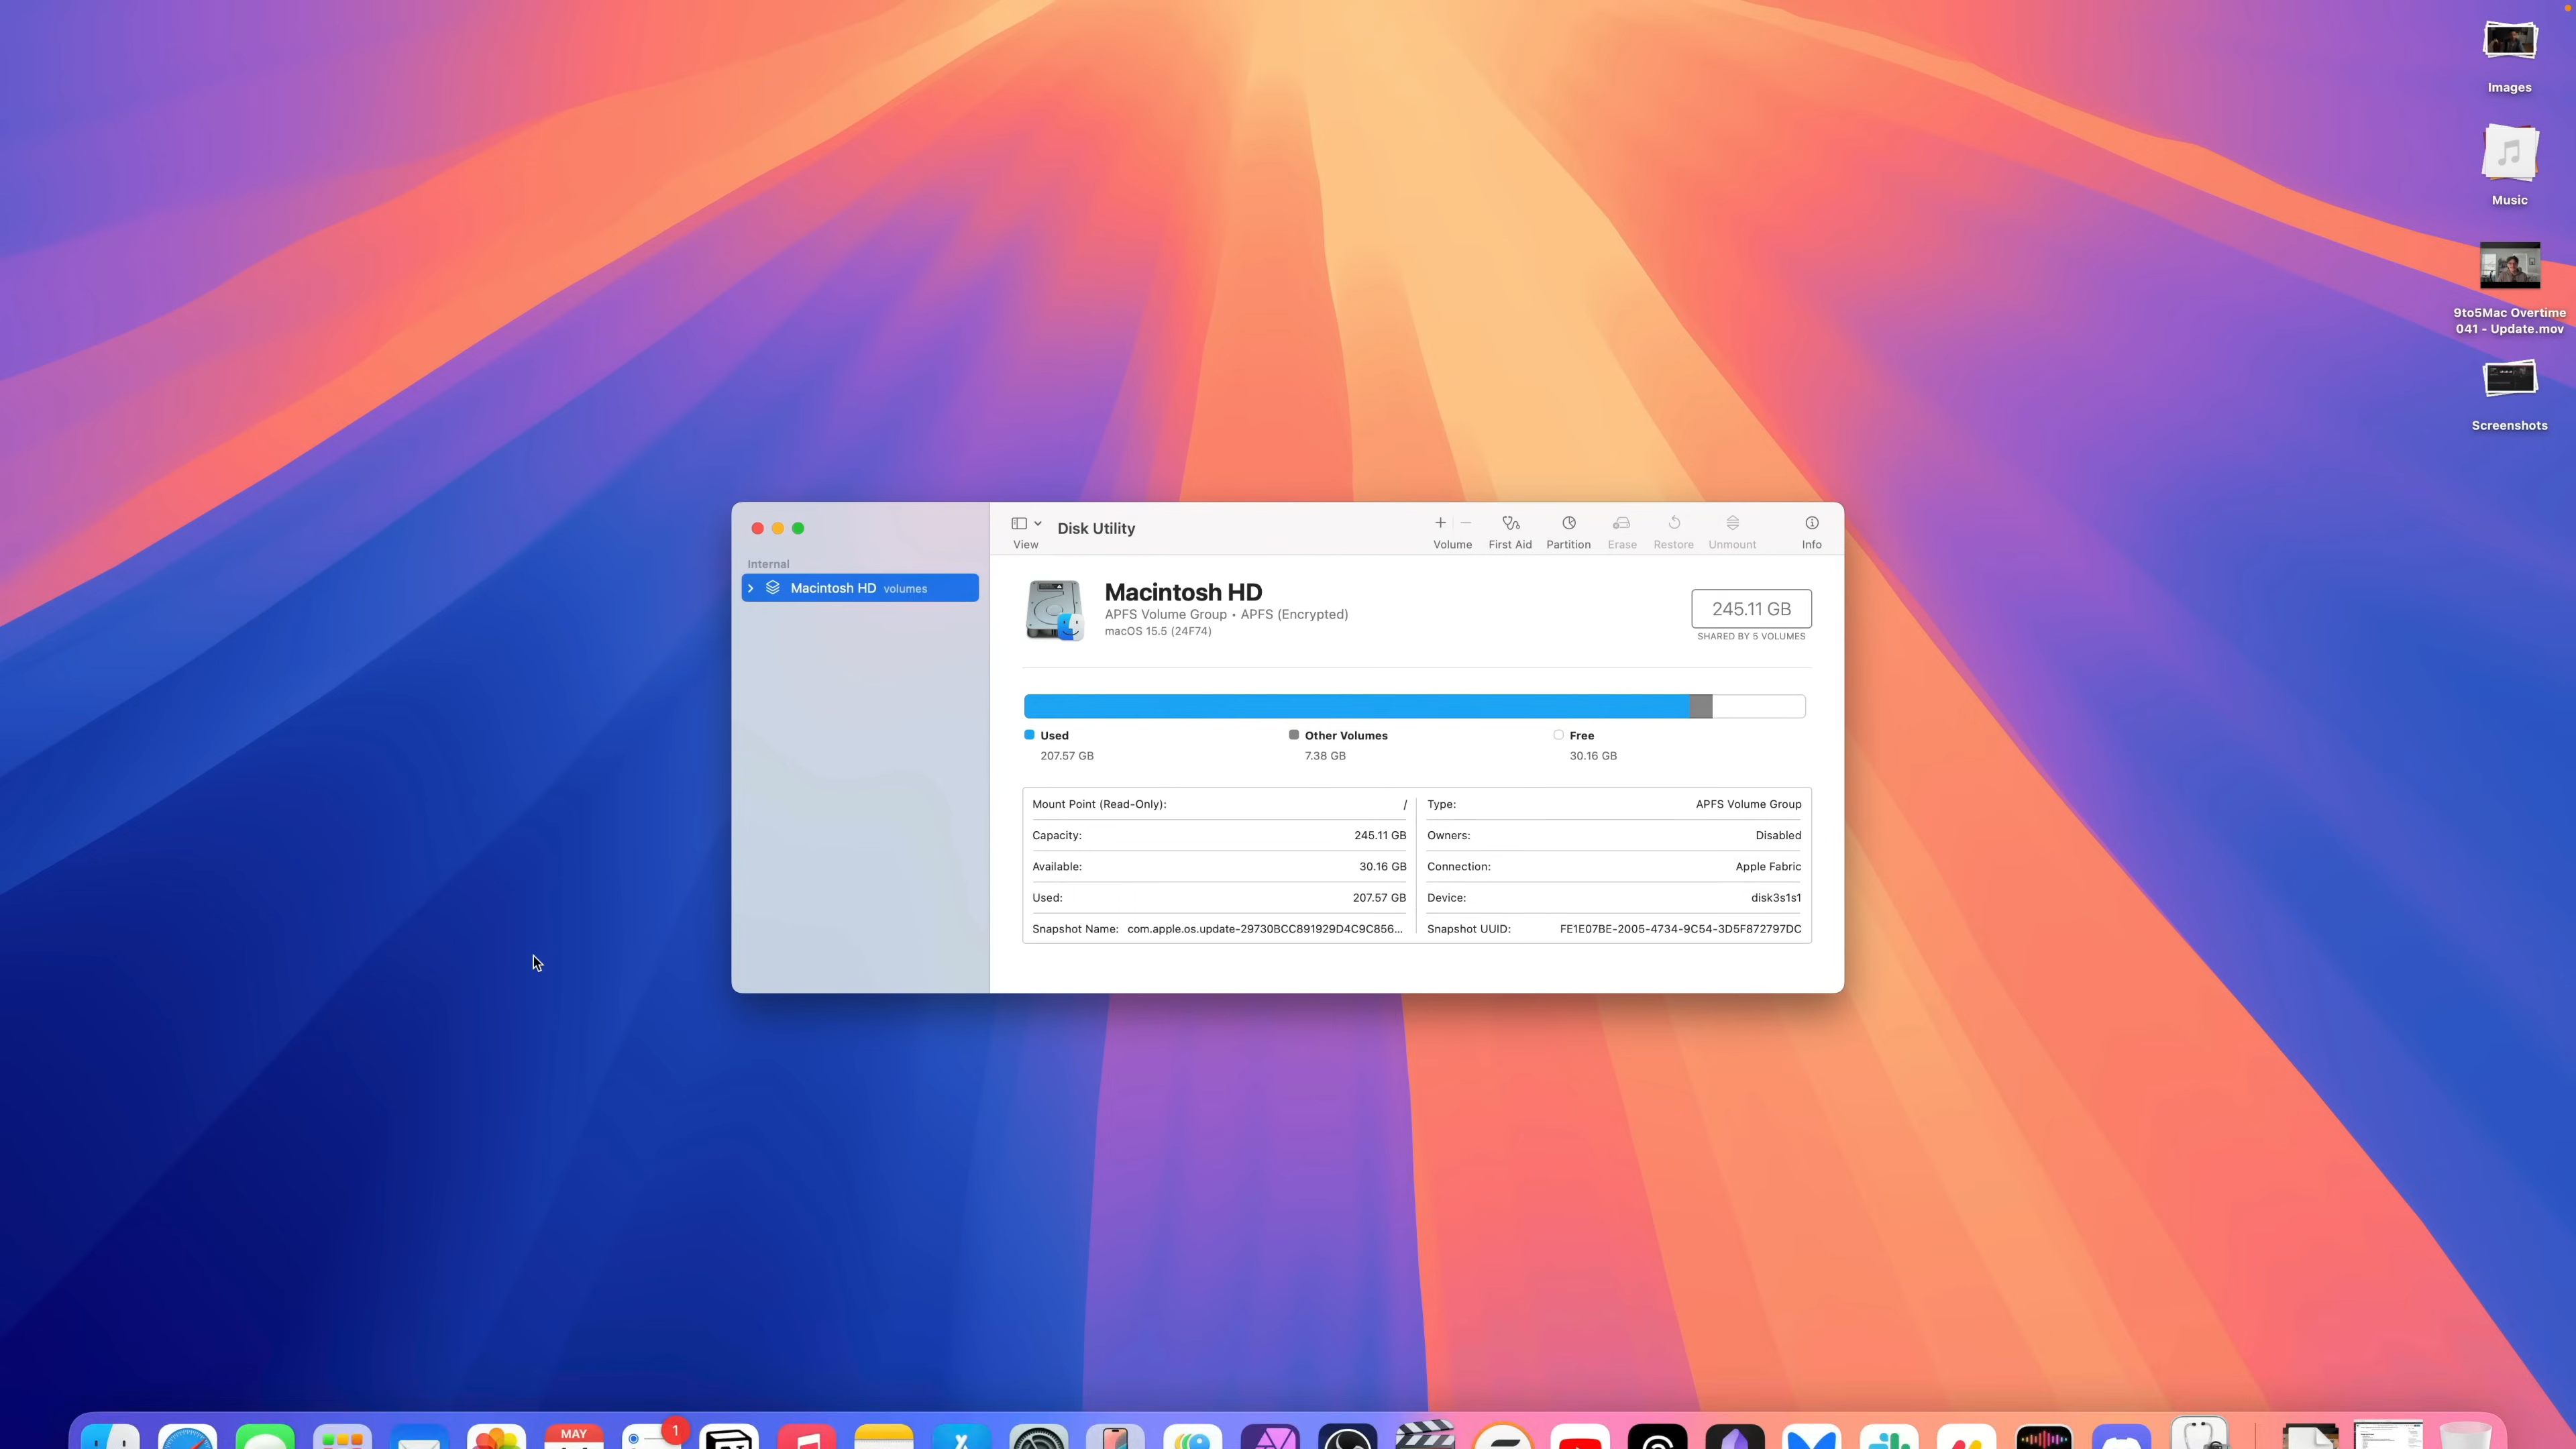 Images
Music
9to5Mac Overtime
041 - Update.mov
Screenshots
View
Disk Utility
Volume
First Aid
Partition
Erase
Restore
Unmount
Info
Internal
Macintosh HD volumes
Macintosh HD
APFS Volume Group • APFS (Encrypted)
macOS 15.5 (24F74)
245.11 GB
SHARED BY 5 VOLUMES
Used
207.57 GB
Other Volumes
7.38 GB
Free
30.16 GB
Mount Point (Read-Only): /
Capacity: 245.11 GB
Available: 30.16 GB
Used: 207.57 GB
Snapshot Name: com.apple.os.update-29730BCC891929D4C9C856...
Type: APFS Volume Group
Owners: Disabled
Connection: Apple Fabric
Device: disk3s1s1
Snapshot UUID: FE1E07BE-2005-4734-9C54-3D5F872797DC
MAY
1